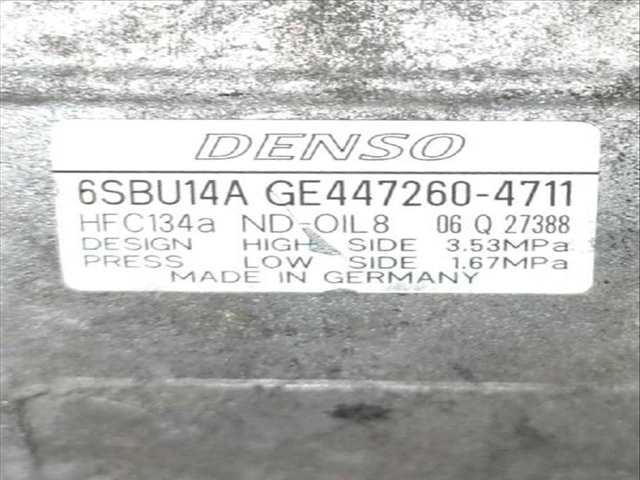 DENSO
6SBU14A GE447260-4711
HFC134a ND-OIL8 06 Q 27388
DESIGN HIGH SIDE 3.53MPa
PRESS LOW SIDE 1.67MPa
MADE IN GERMANY